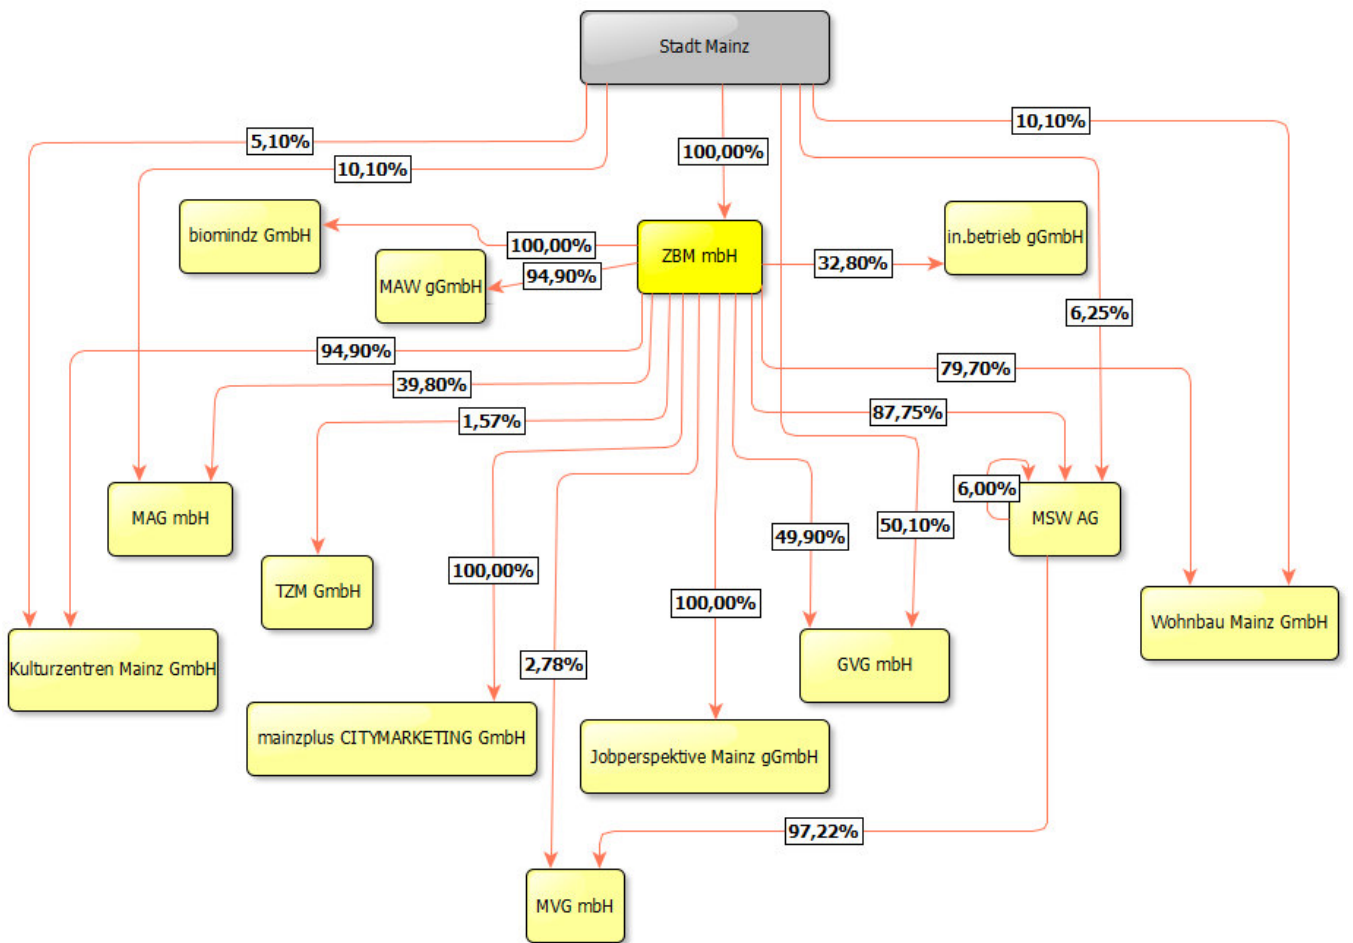 Stadt Mainz
5,10%
10,10%
10,10%
100,00%
biomindz GmbH
in.betrieb gGmbH
ZBM mbH
100,00%
32,80%
94,90%
MAW gGmbH
6,25%
94,90%
79,70%
39,80%
87,75%
1,57%
6,00%
MAG mbH
MSW AG
50,10%
49,90%
100,00%
TZM GmbH
100,00%
Wohnbau Mainz GmbH
Kulturzentren Mainz GmbH
2,78%
GVG mbH
mainzplus CITYMARKETING GmbH
Jobperspektive Mainz gGmbH
97,22%
MVG mbH